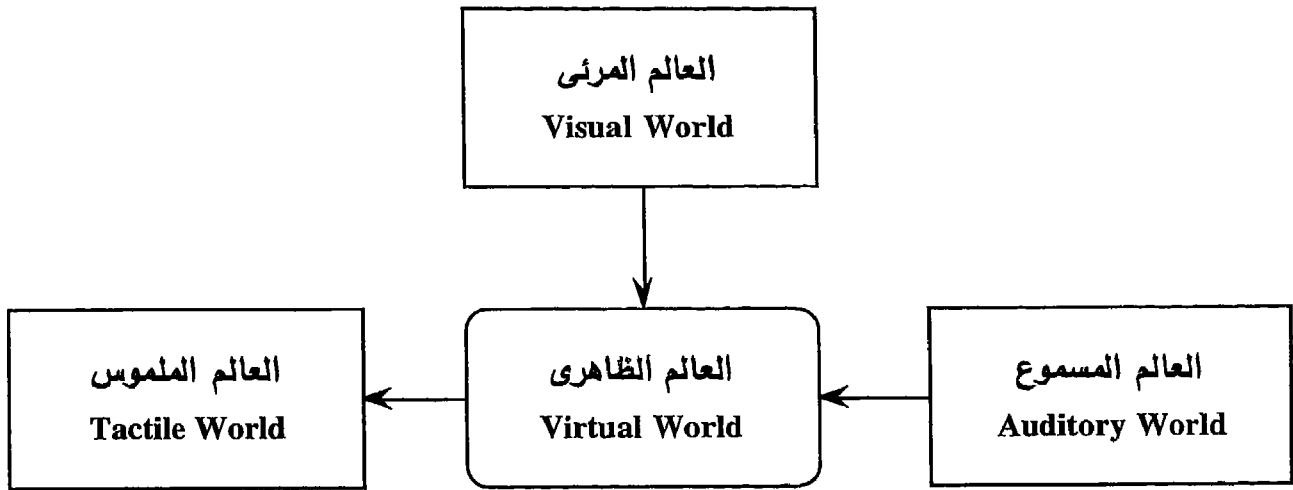 العالم المرئى
Visual World
العالم الملموس
Tactile World
العالم الظاهرى
Virtual World
العالم المسموع
Auditory World